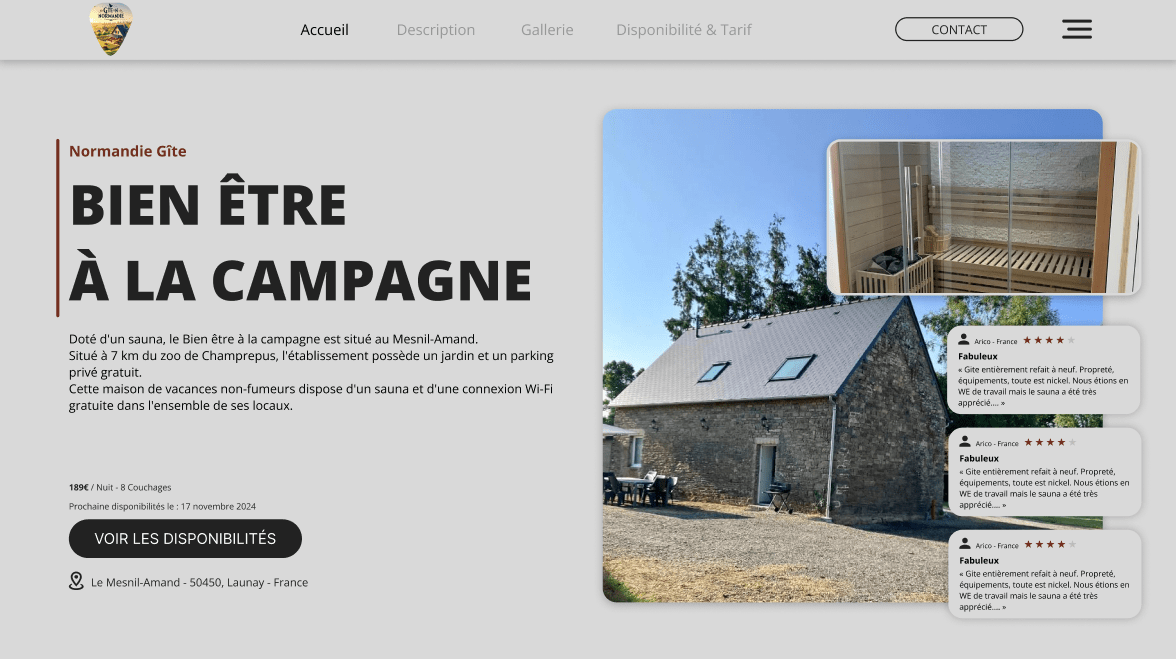 GÎTE N
NORMANDIE
Accueil
Description
Gallerie
Disponibilité & Tarif
CONTACT
Normandie Gîte
BIEN ÊTRE
À LA CAMPAGNE
Doté d'un sauna, le Bien être à la campagne est situé au Mesnil-Amand.
Situé à 7 km du zoo de Champrepus, l'établissement possède un jardin et un parking
privé gratuit.
Cette maison de vacances non-fumeurs dispose d'un sauna et d'une connexion Wi-Fi
gratuite dans l'ensemble de ses locaux.
189€ / Nuit - 8 Couchages
Prochaine disponibilités le : 17 novembre 2024
VOIR LES DISPONIBILITÉS
Le Mesnil-Amand - 50450, Launay - France
Arico - France
Fabuleux
« Gite entièrement refait à neuf. Propreté,
équipements, toute est nickel. Nous étions en
WE de travail mais le sauna a été très
apprécié.... »
Arico - France
Fabuleux
« Gite entièrement refait à neuf. Propreté,
équipements, toute est nickel. Nous étions en
WE de travail mais le sauna a été très
apprécié.... »
Arico - France
Fabuleux
« Gite entièrement refait à neuf. Propreté,
équipements, toute est nickel. Nous étions en
WE de travail mais le sauna a été très
apprécié.... »